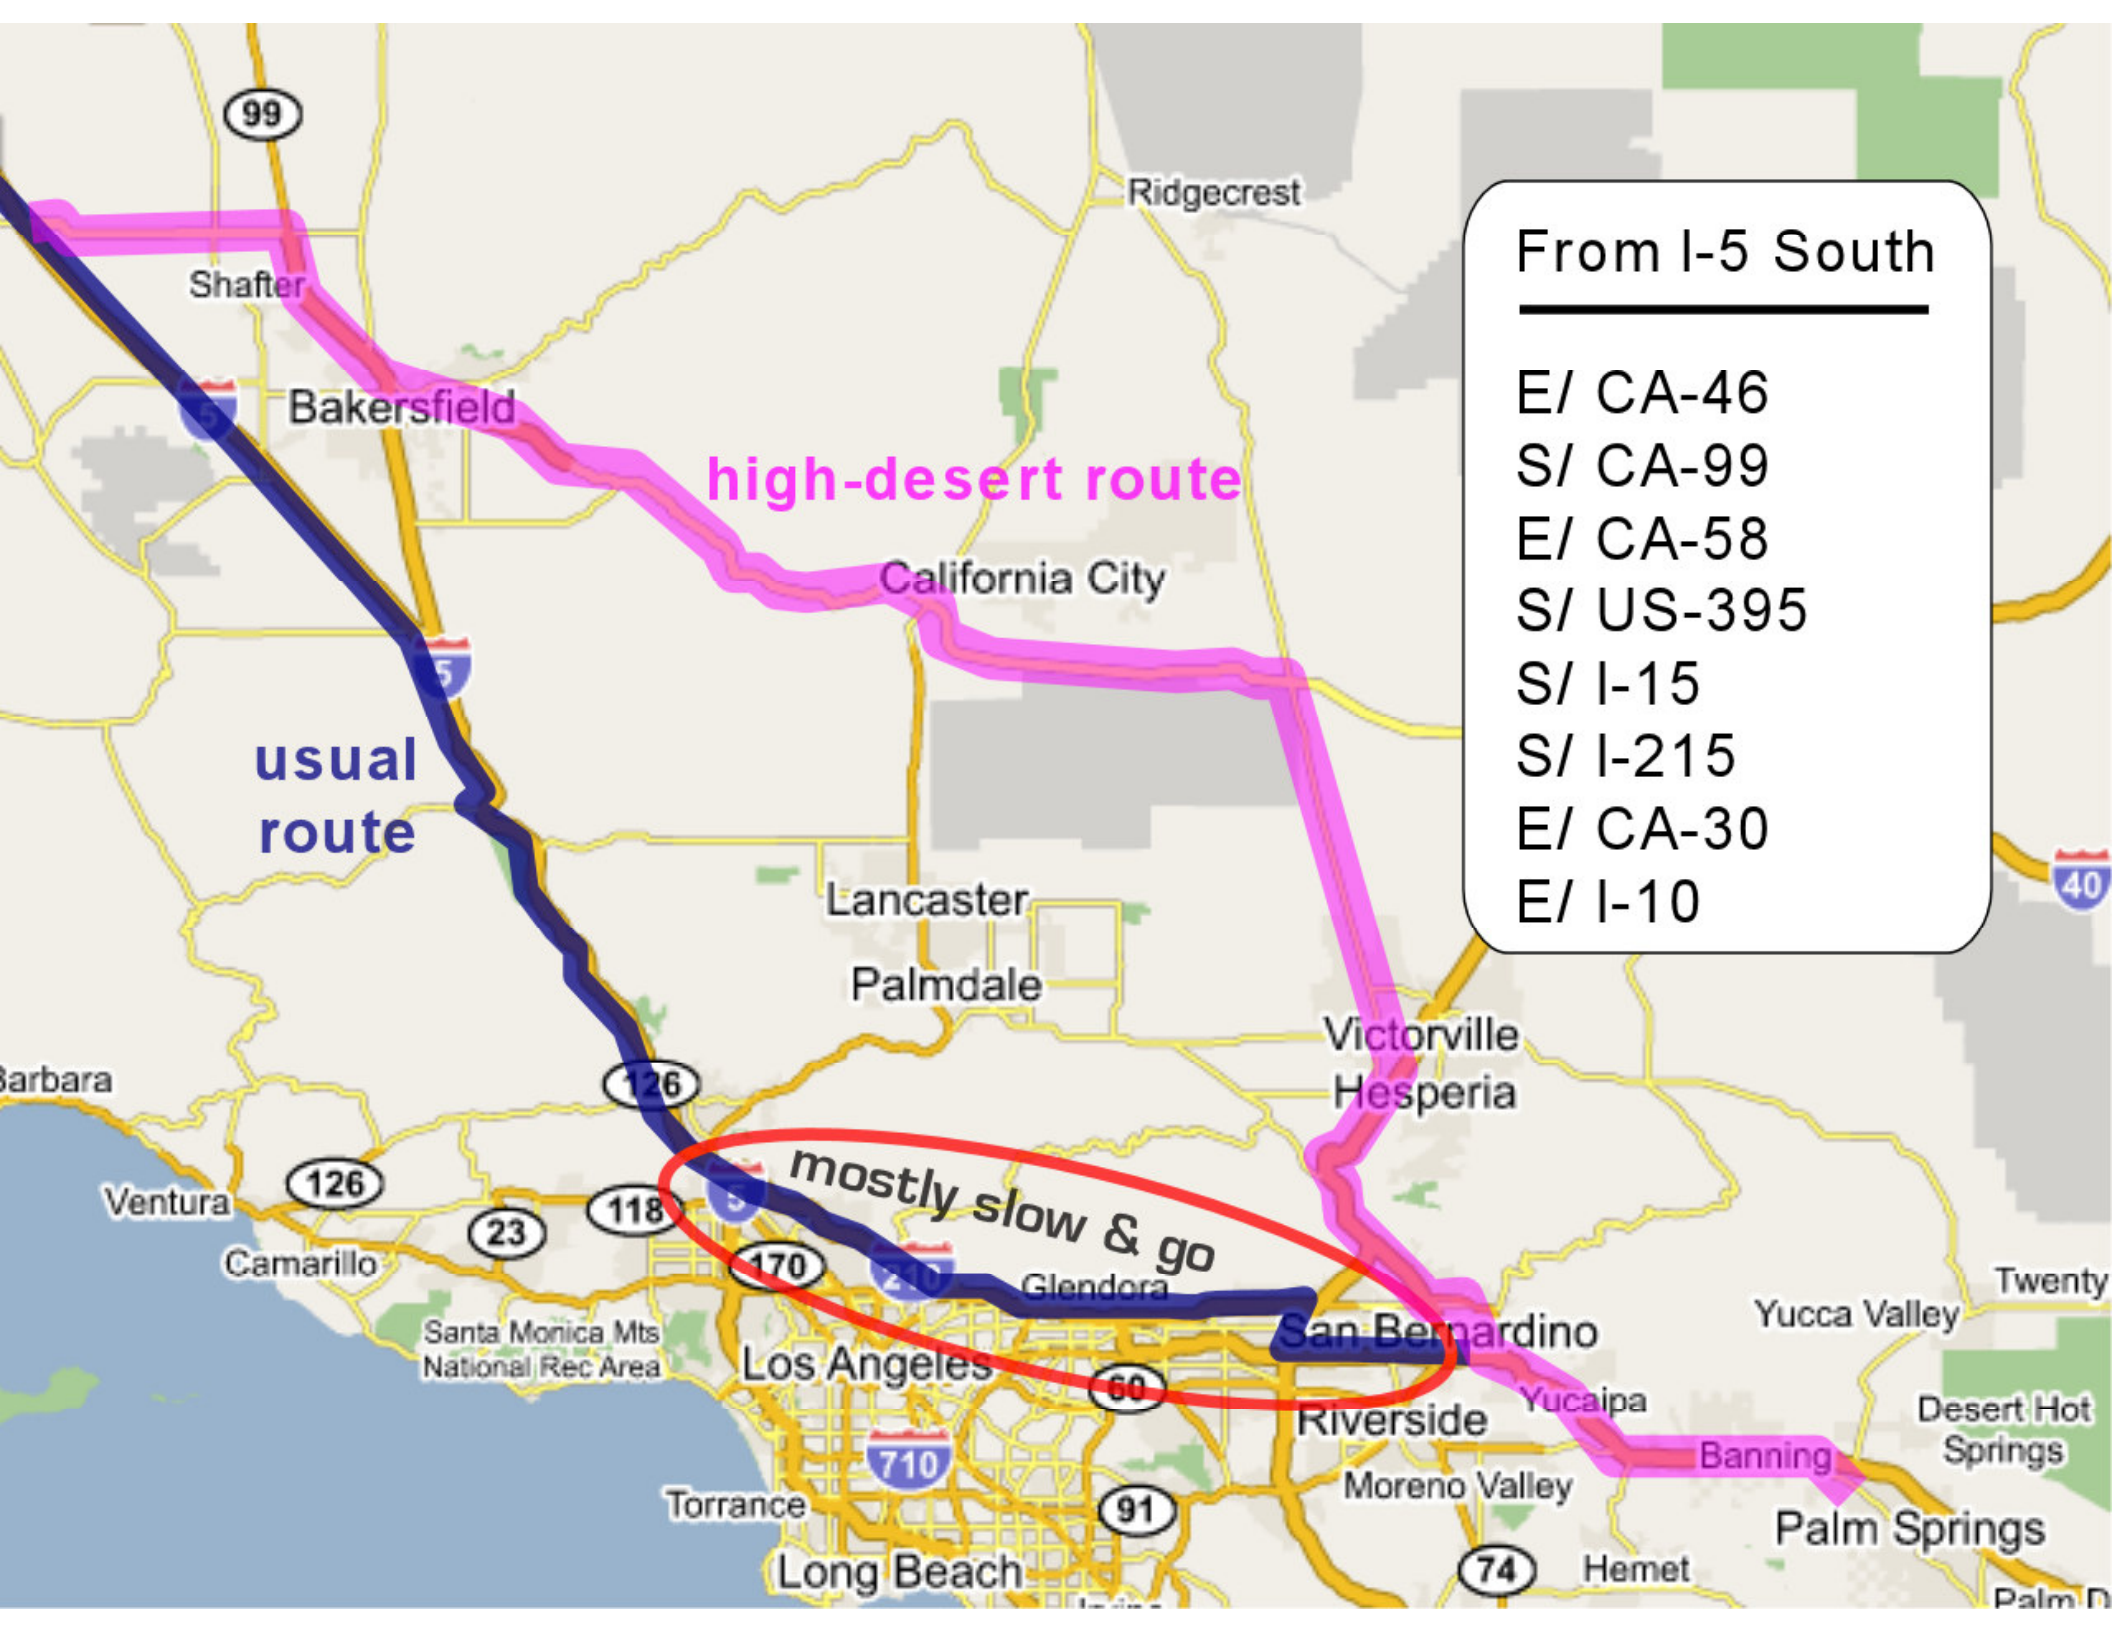 99
Ridgecrest
From I-5 South
Shafter
E/ CA-46
5
Bakersfield
S/ CA-99
high-desert route
E/ CA-58
California City
S/ US-395
5
S/ I-15
usual
route
S/ I-215
E/ CA-30
40
Lancaster
E/ I-10
Palmdale
Victorville
Barbara
126
Hesperia
mostly slow & go
Ventura
126
118
5
23
170
Camarillo
210
Glendora
Twenty
Yucca Valley
Santa Monica Mts
National Rec Area
San Bernardino
Los Angeles
60
Yucaipa
Riverside
Desert Hot
Springs
710
Banning
Moreno Valley
Torrance
91
Palm Springs
Long Beach
74
Hemet
Palm D